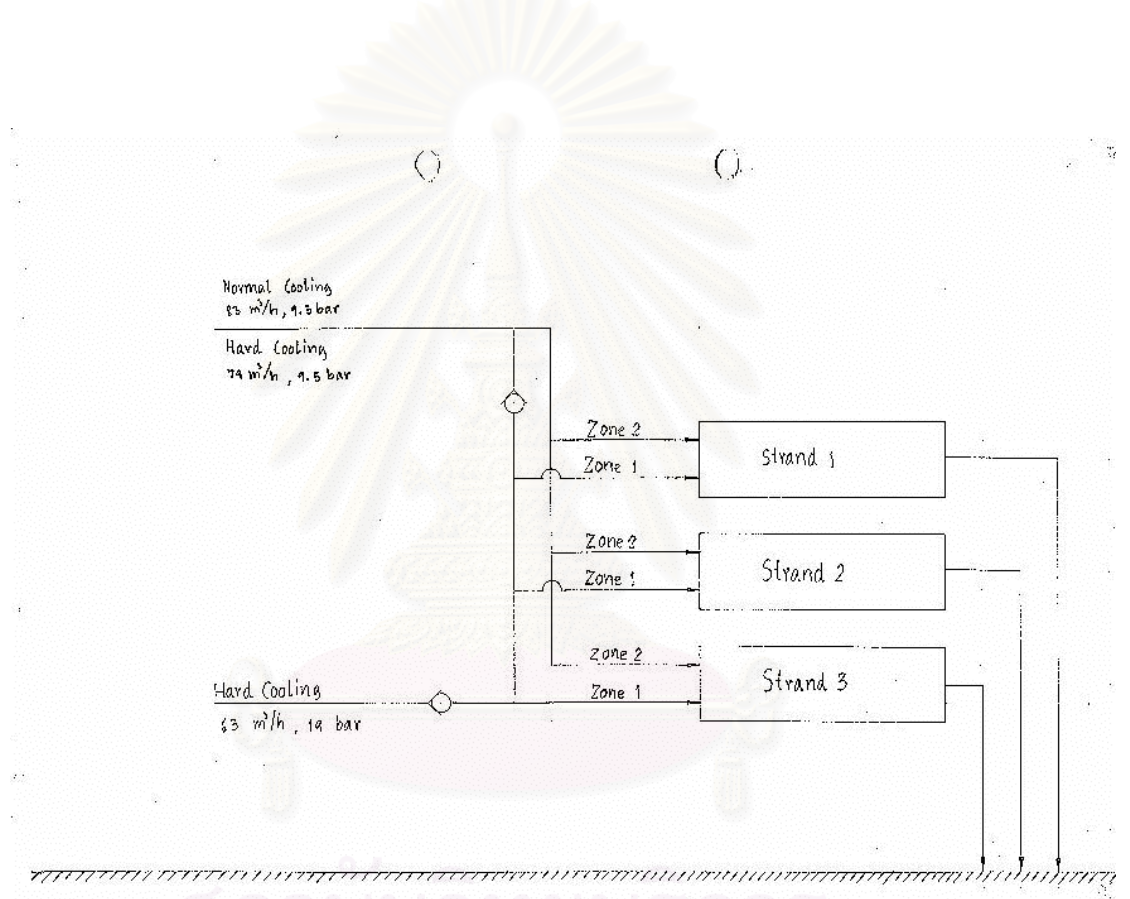 Normal Cooling
83 m³/h, 9.5 bar
Hard Cooling
79 m³/h, 9.5 bar
Zone 2
Zone 1
Strand 1
Zone 2
Zone 1
Strand 2
Zone 2
Zone 1
Strand 3
Hard Cooling
63 m³/h, 19 bar